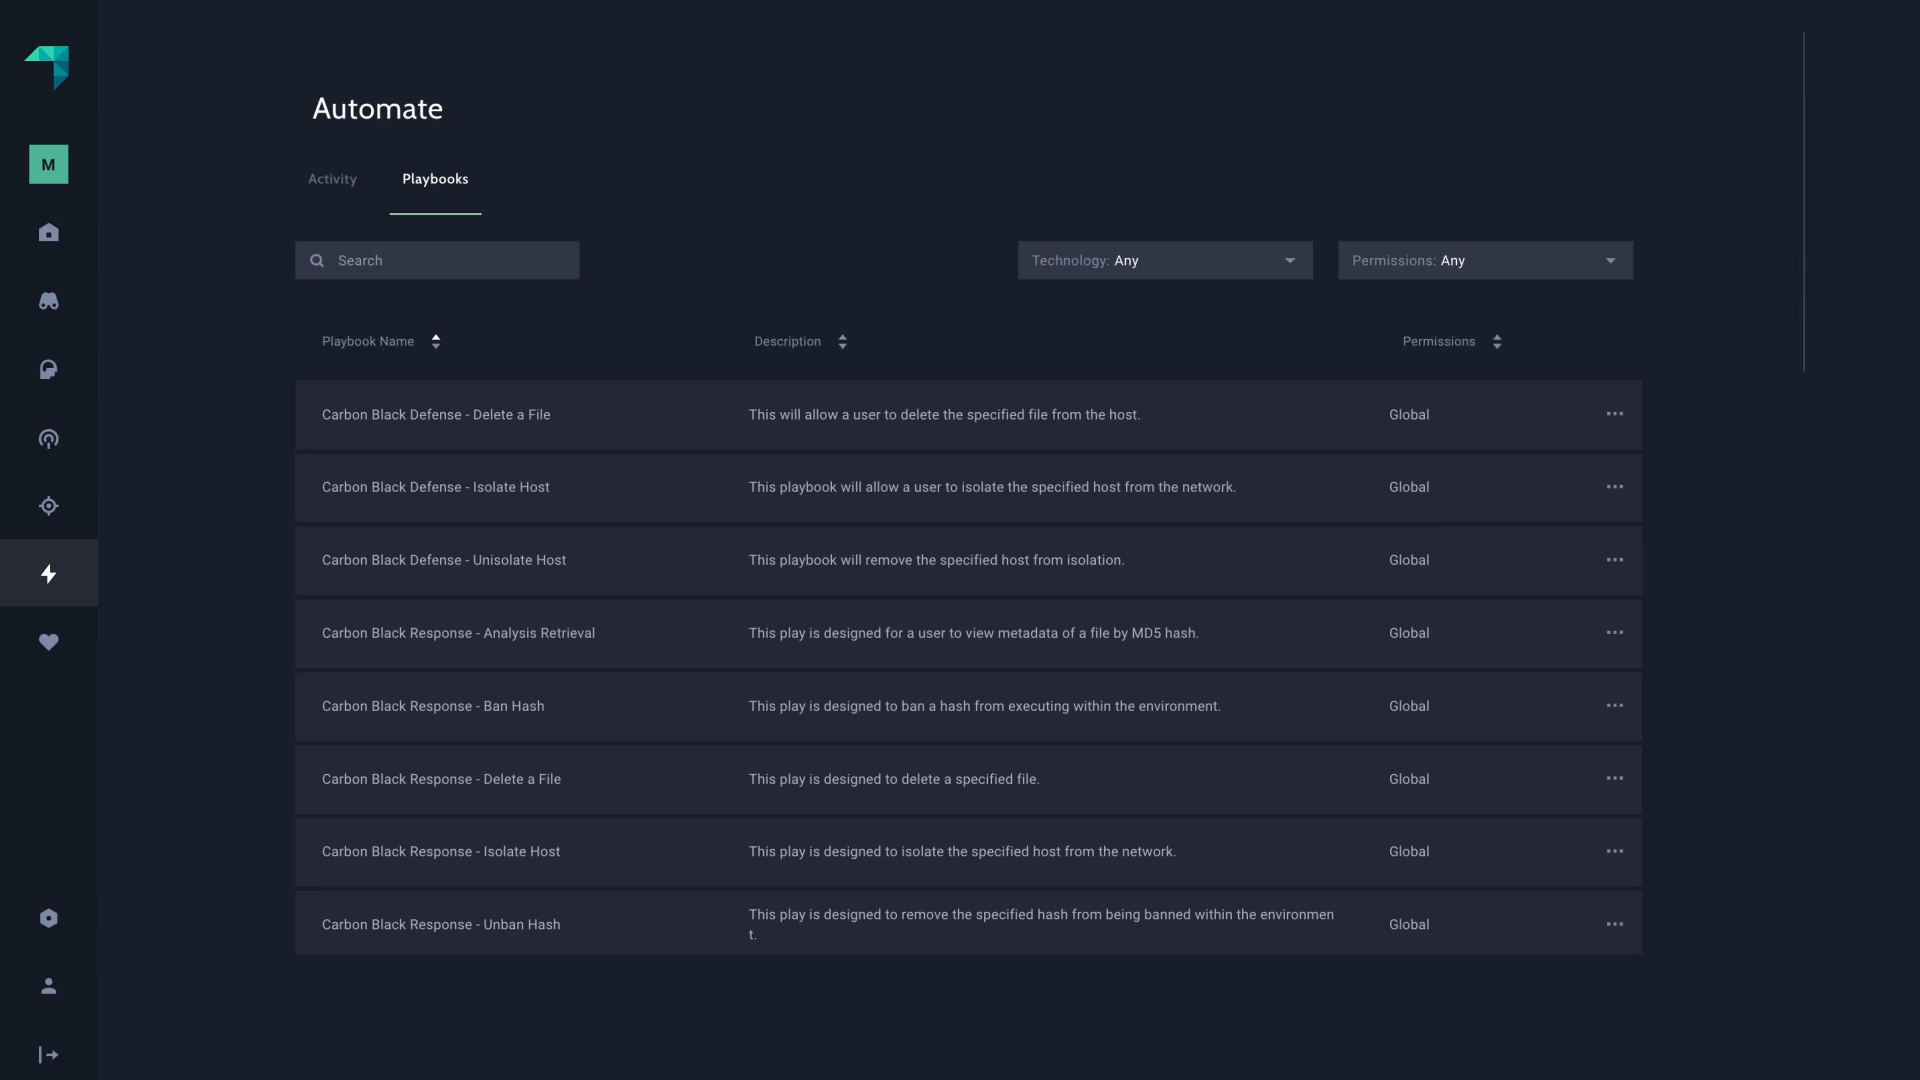 Automate
M
Activity
Playbooks
Search
Technology: Any
Permissions: Any
Playbook Name
Description
Permissions
Carbon Black Defense - Delete a File
This will allow a user to delete the specified file from the host.
Global
Carbon Black Defense - Isolate Host
This playbook will allow a user to isolate the specified host from the network.
Global
Carbon Black Defense - Unisolate Host
This playbook will remove the specified host from isolation.
Global
Carbon Black Response - Analysis Retrieval
This play is designed for a user to view metadata of a file by MD5 hash.
Global
Carbon Black Response - Ban Hash
This play is designed to ban a hash from executing within the environment.
Global
Carbon Black Response - Delete a File
This play is designed to delete a specified file.
Global
Carbon Black Response - Isolate Host
This play is designed to isolate the specified host from the network.
Global
Carbon Black Response - Unban Hash
This play is designed to remove the specified hash from being banned within the environmen
t.
Global